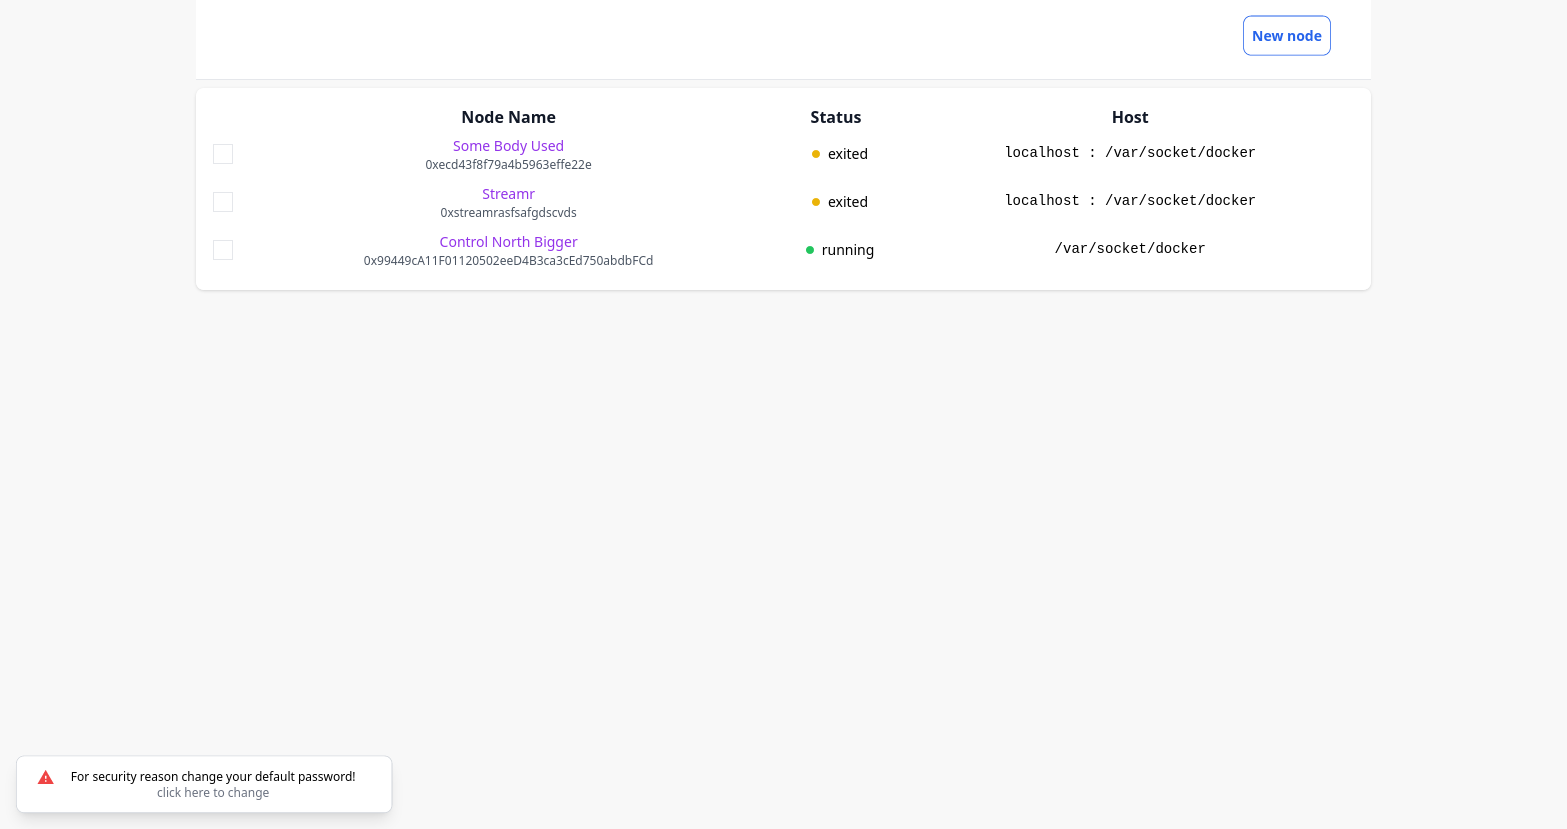 New node
Node Name Status Host
Some Body Used
0xecd43f8f79a4b5963effe22e
exited
localhost : /var/socket/docker
Streamr
0xstreamrasfsafgdscvds
exited
localhost : /var/socket/docker
Control North Bigger
0x99449cA11F01120502eeD4B3ca3cEd750abdbFCd
running
/var/socket/docker
For security reason change your default password!
click here to change